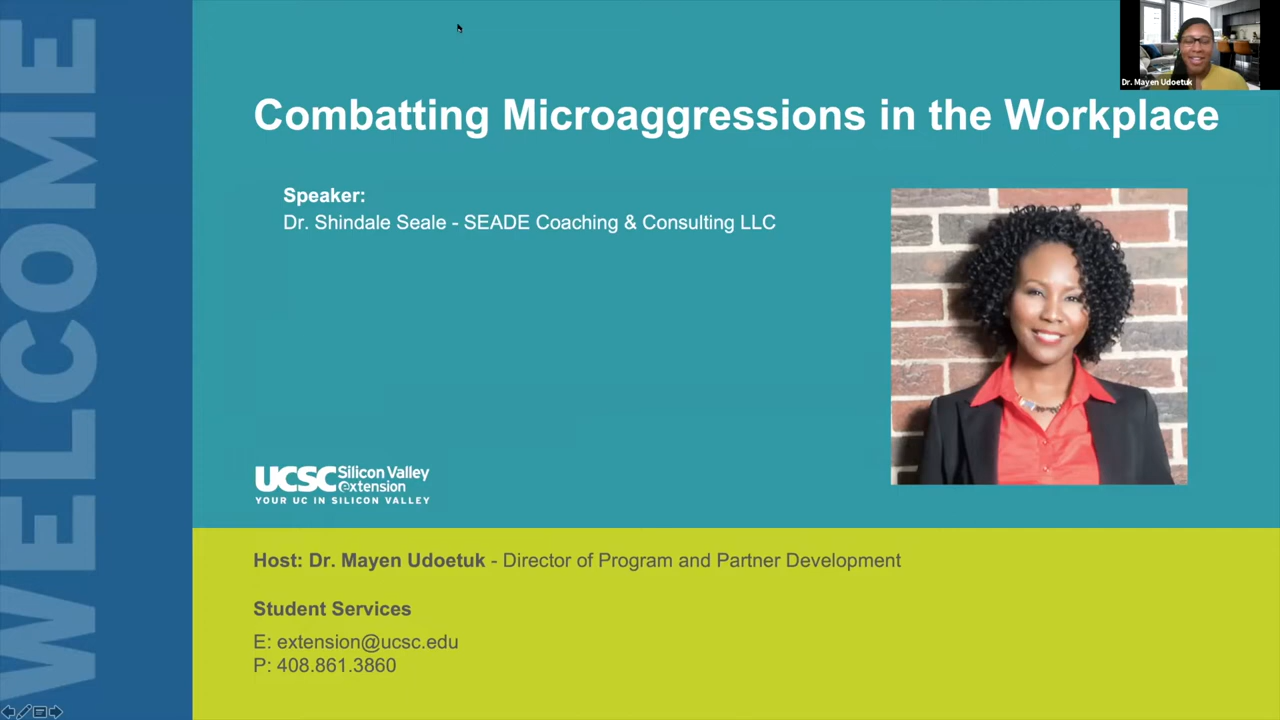 WELCOME
Dr. Mayen Udoetuk
Combatting Microaggressions in the Workplace
Speaker:
Dr. Shindale Seale - SEADE Coaching & Consulting LLC
UCSC Silicon Valley
extension
YOUR UC IN SILICON VALLEY
Host: Dr. Mayen Udoetuk - Director of Program and Partner Development
Student Services
E: extension@ucsc.edu
P: 408.861.3860